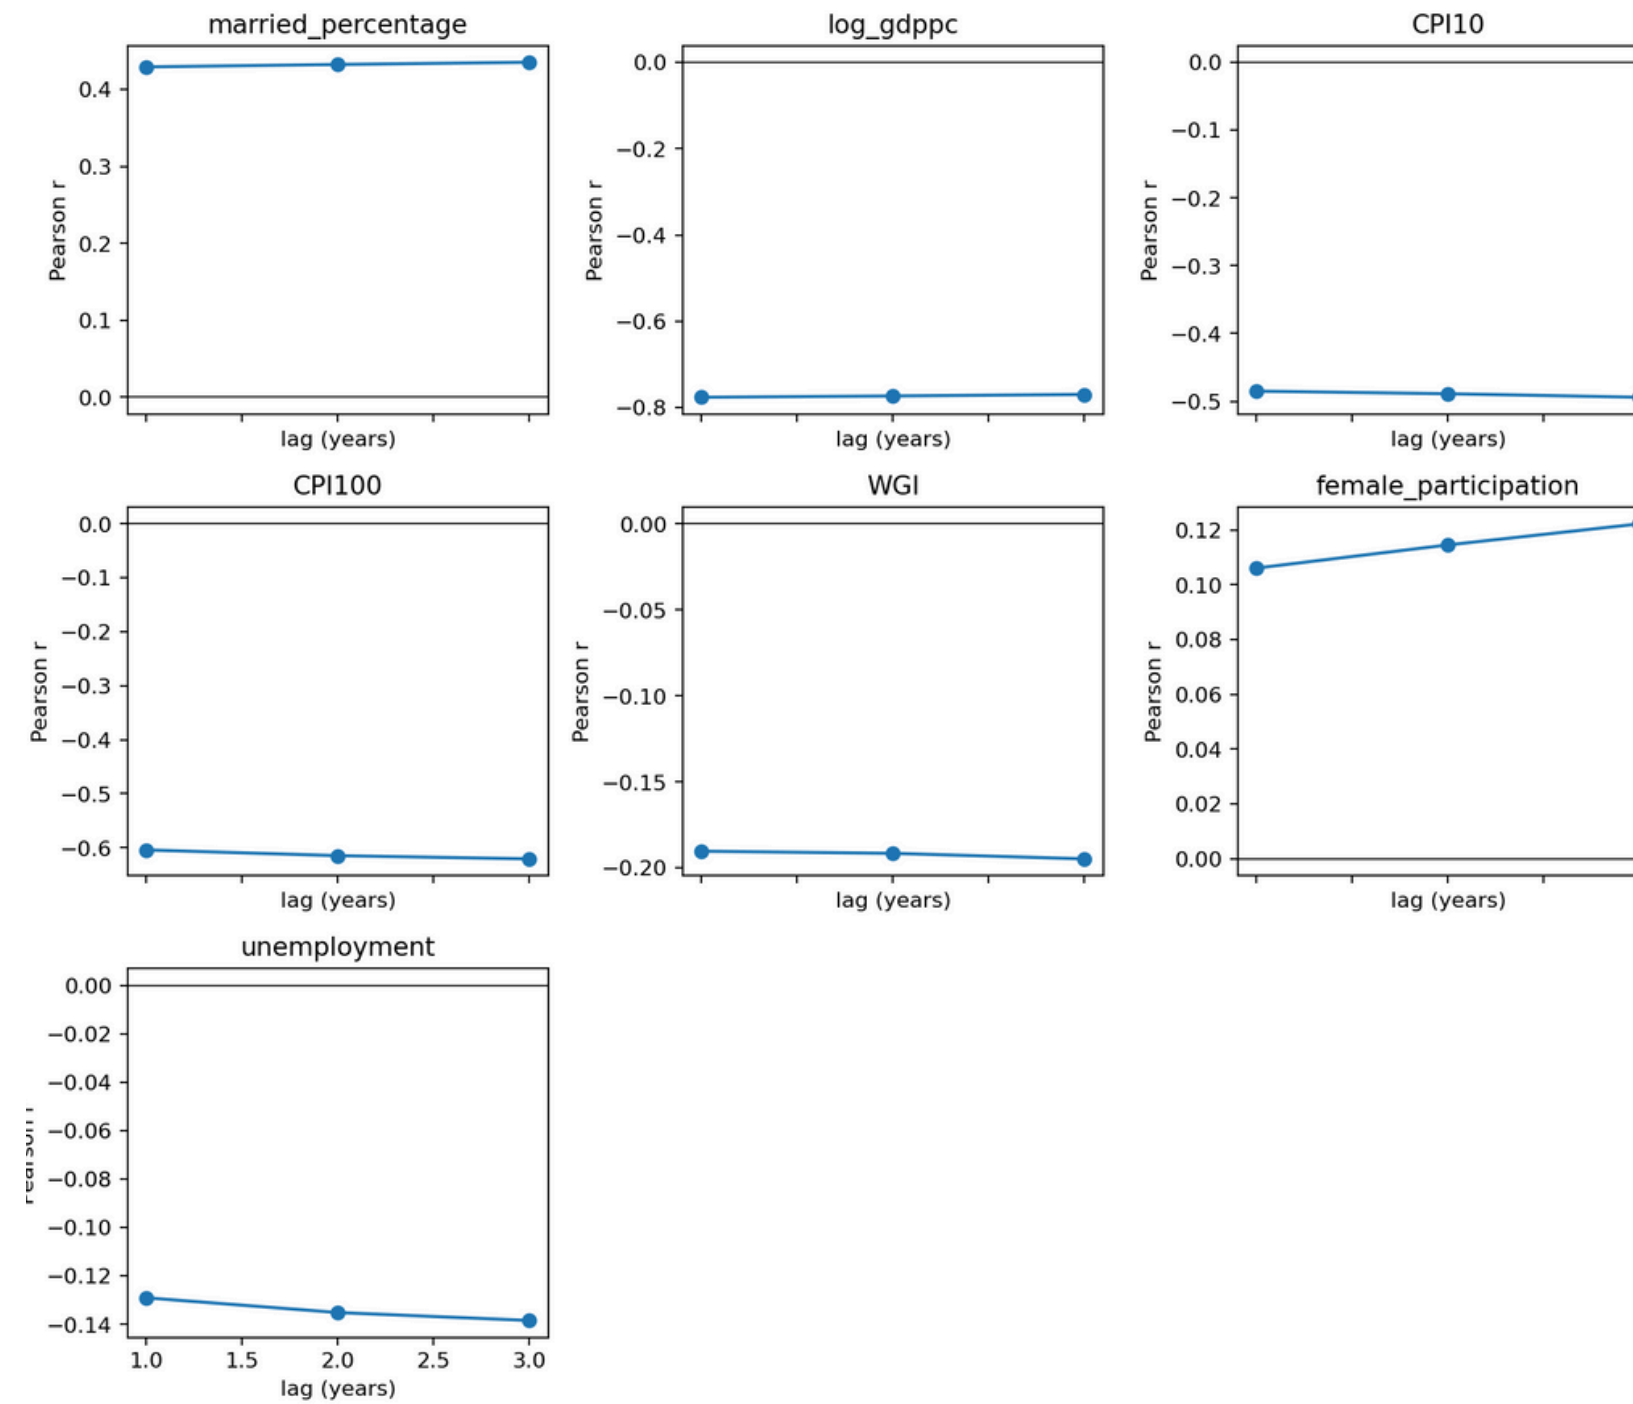 married_percentage
0.4
0.3
0.2
0.1
0.0
Pearson r
lag (years)
log_gdppc
0.0
−0.2
−0.4
−0.6
−0.8
Pearson r
lag (years)
CPI10
0.0
−0.1
−0.2
−0.3
−0.4
−0.5
Pearson r
lag (years)
CPI100
0.0
−0.1
−0.2
−0.3
−0.4
−0.5
−0.6
Pearson r
lag (years)
WGI
0.00
−0.05
−0.10
−0.15
−0.20
Pearson r
lag (years)
female_participation
0.12
0.10
0.08
0.06
0.04
0.02
0.00
Pearson r
lag (years)
unemployment
0.00
−0.02
−0.04
−0.06
−0.08
−0.10
−0.12
−0.14
Pearson r
1.0 1.5 2.0 2.5 3.0
lag (years)